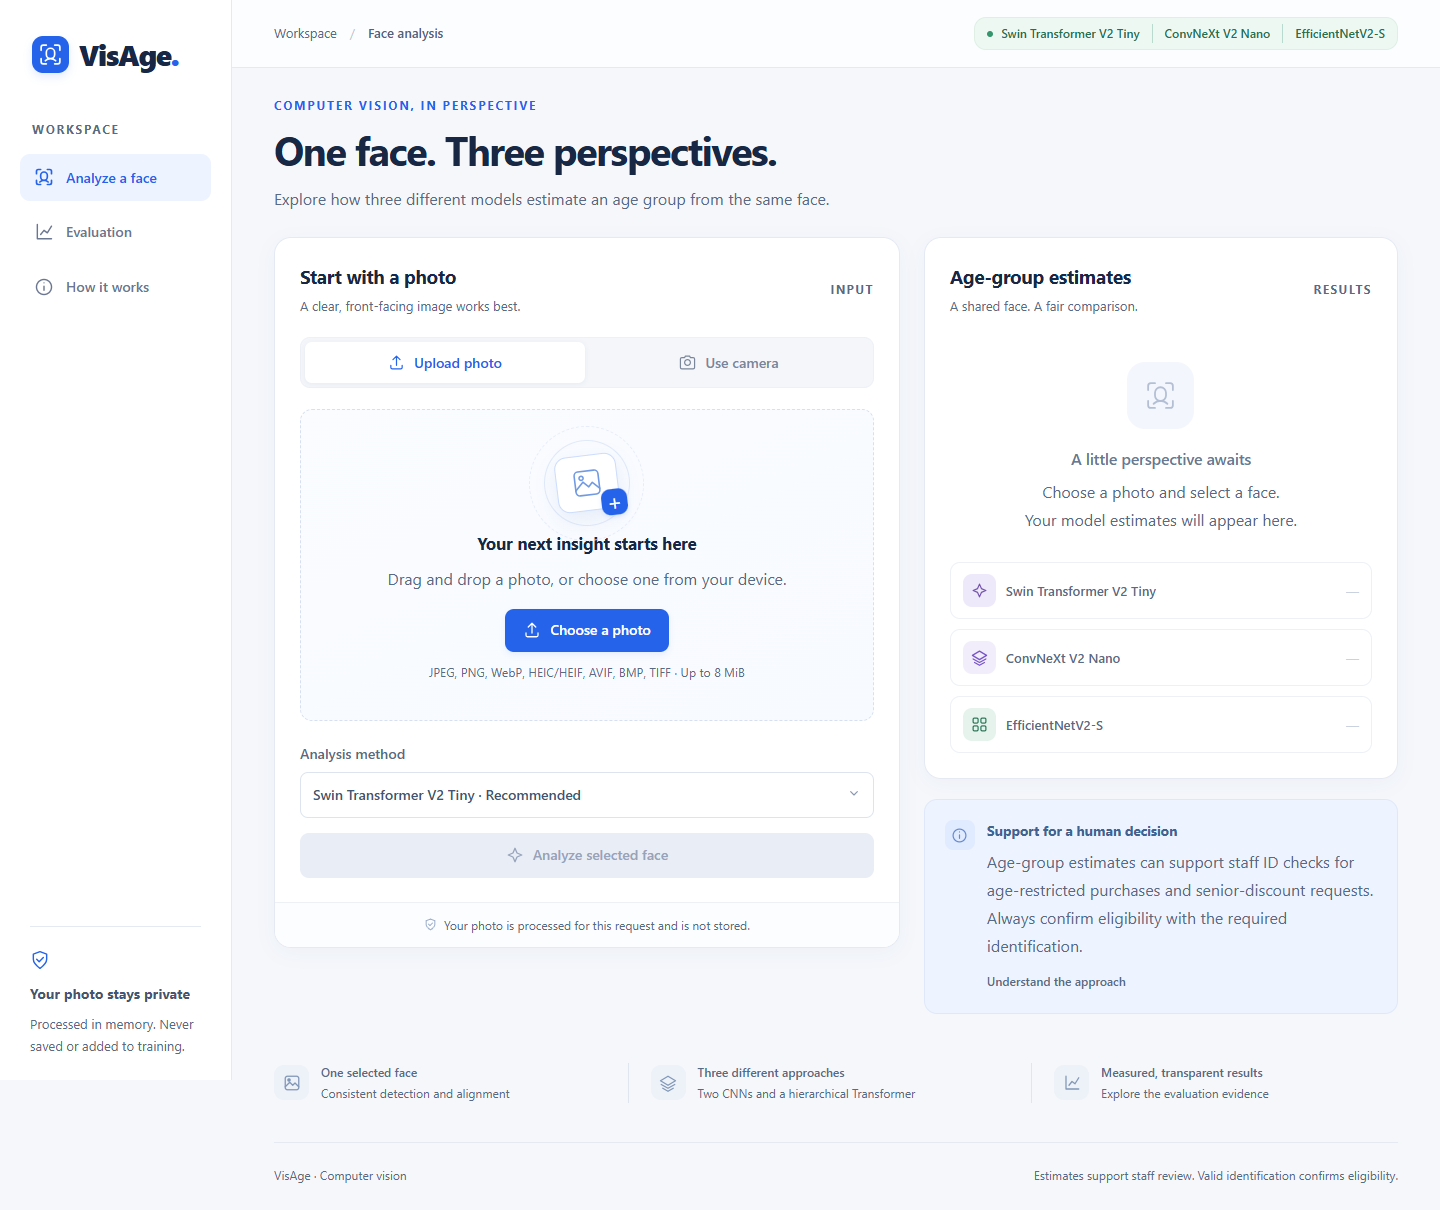 VisAge.
WORKSPACE
Analyze a face
Evaluation
How it works
Your photo stays private
Processed in memory. Never
saved or added to training.
Workspace / Face analysis
Swin Transformer V2 Tiny
ConvNeXt V2 Nano
EfficientNetV2-S
COMPUTER VISION, IN PERSPECTIVE
One face. Three perspectives.
Explore how three different models estimate an age group from the same face.
Start with a photo
A clear, front-facing image works best.
INPUT
Upload photo
Use camera
Your next insight starts here
Drag and drop a photo, or choose one from your device.
Choose a photo
JPEG, PNG, WebP, HEIC/HEIF, AVIF, BMP, TIFF · Up to 8 MiB
Analysis method
Swin Transformer V2 Tiny · Recommended
Analyze selected face
Your photo is processed for this request and is not stored.
Age-group estimates
A shared face. A fair comparison.
RESULTS
A little perspective awaits
Choose a photo and select a face.
Your model estimates will appear here.
Swin Transformer V2 Tiny —
ConvNeXt V2 Nano —
EfficientNetV2-S —
Support for a human decision
Age-group estimates can support staff ID checks for
age-restricted purchases and senior-discount requests.
Always confirm eligibility with the required
identification.
Understand the approach
One selected face
Consistent detection and alignment
Three different approaches
Two CNNs and a hierarchical Transformer
Measured, transparent results
Explore the evaluation evidence
VisAge · Computer vision
Estimates support staff review. Valid identification confirms eligibility.